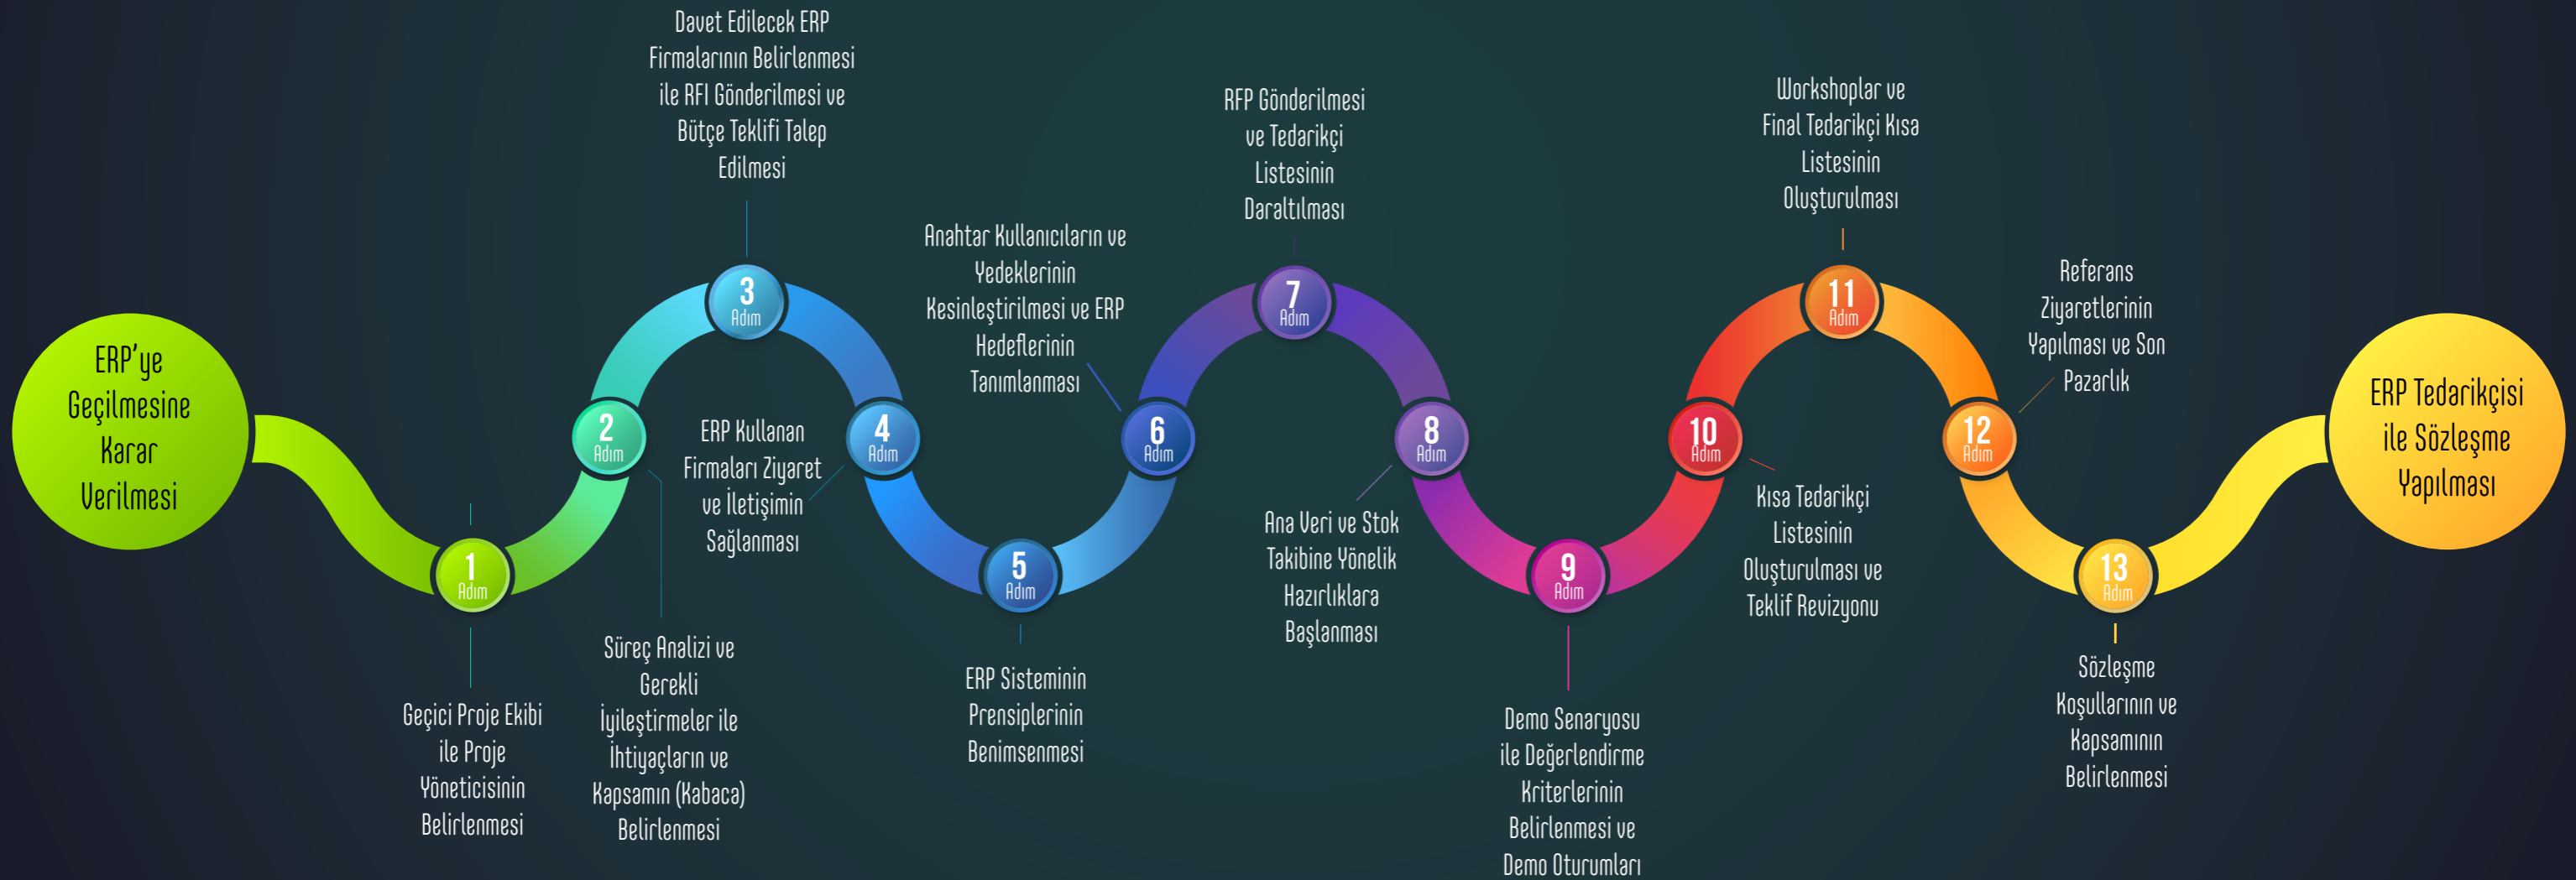 ERP'ye
Geçilmesine
Karar
Verilmesi
1
Adım
Geçici Proje Ekibi
ile Proje
Yöneticisinin
Belirlenmesi
2
Adım
Süreç Analizi ve
Gerekli
İyileştirmeler ile
İhtiyaçların ve
Kapsamın (Kabaca)
Belirlenmesi
3
Adım
Davet Edilecek ERP
Firmalarının Belirlenmesi
ile RFI Gönderilmesi ve
Bütçe Teklifi Talep
Edilmesi
4
Adım
ERP Kullanan
Firmaları Ziyaret
ve İletişimin
Sağlanması
5
Adım
ERP Sisteminin
Prensiplerinin
Benimsenmesi
6
Adım
Anahtar Kullanıcıların ve
Yedeklerinin
Kesinleştirilmesi ve ERP
Hedeflerinin
Tanımlanması
7
Adım
RFP Gönderilmesi
ve Tedarikçi
Listesinin
Daraltılması
8
Adım
Ana Veri ve Stok
Takibine Yönelik
Hazırlıklara
Başlanması
9
Adım
Demo Senaryosu
ile Değerlendirme
Kriterlerinin
Belirlenmesi ve
Demo Oturumları
10
Adım
Kısa Tedarikçi
Listesinin
Oluşturulması ve
Teklif Revizyonu
11
Adım
Workshoplar ve
Final Tedarikçi Kısa
Listesinin
Oluşturulması
12
Adım
Referans
Ziyaretlerinin
Yapılması ve Son
Pazarlık
13
Adım
Sözleşme
Koşullarının ve
Kapsamının
Belirlenmesi
ERP Tedarikçisi
ile Sözleşme
Yapılması